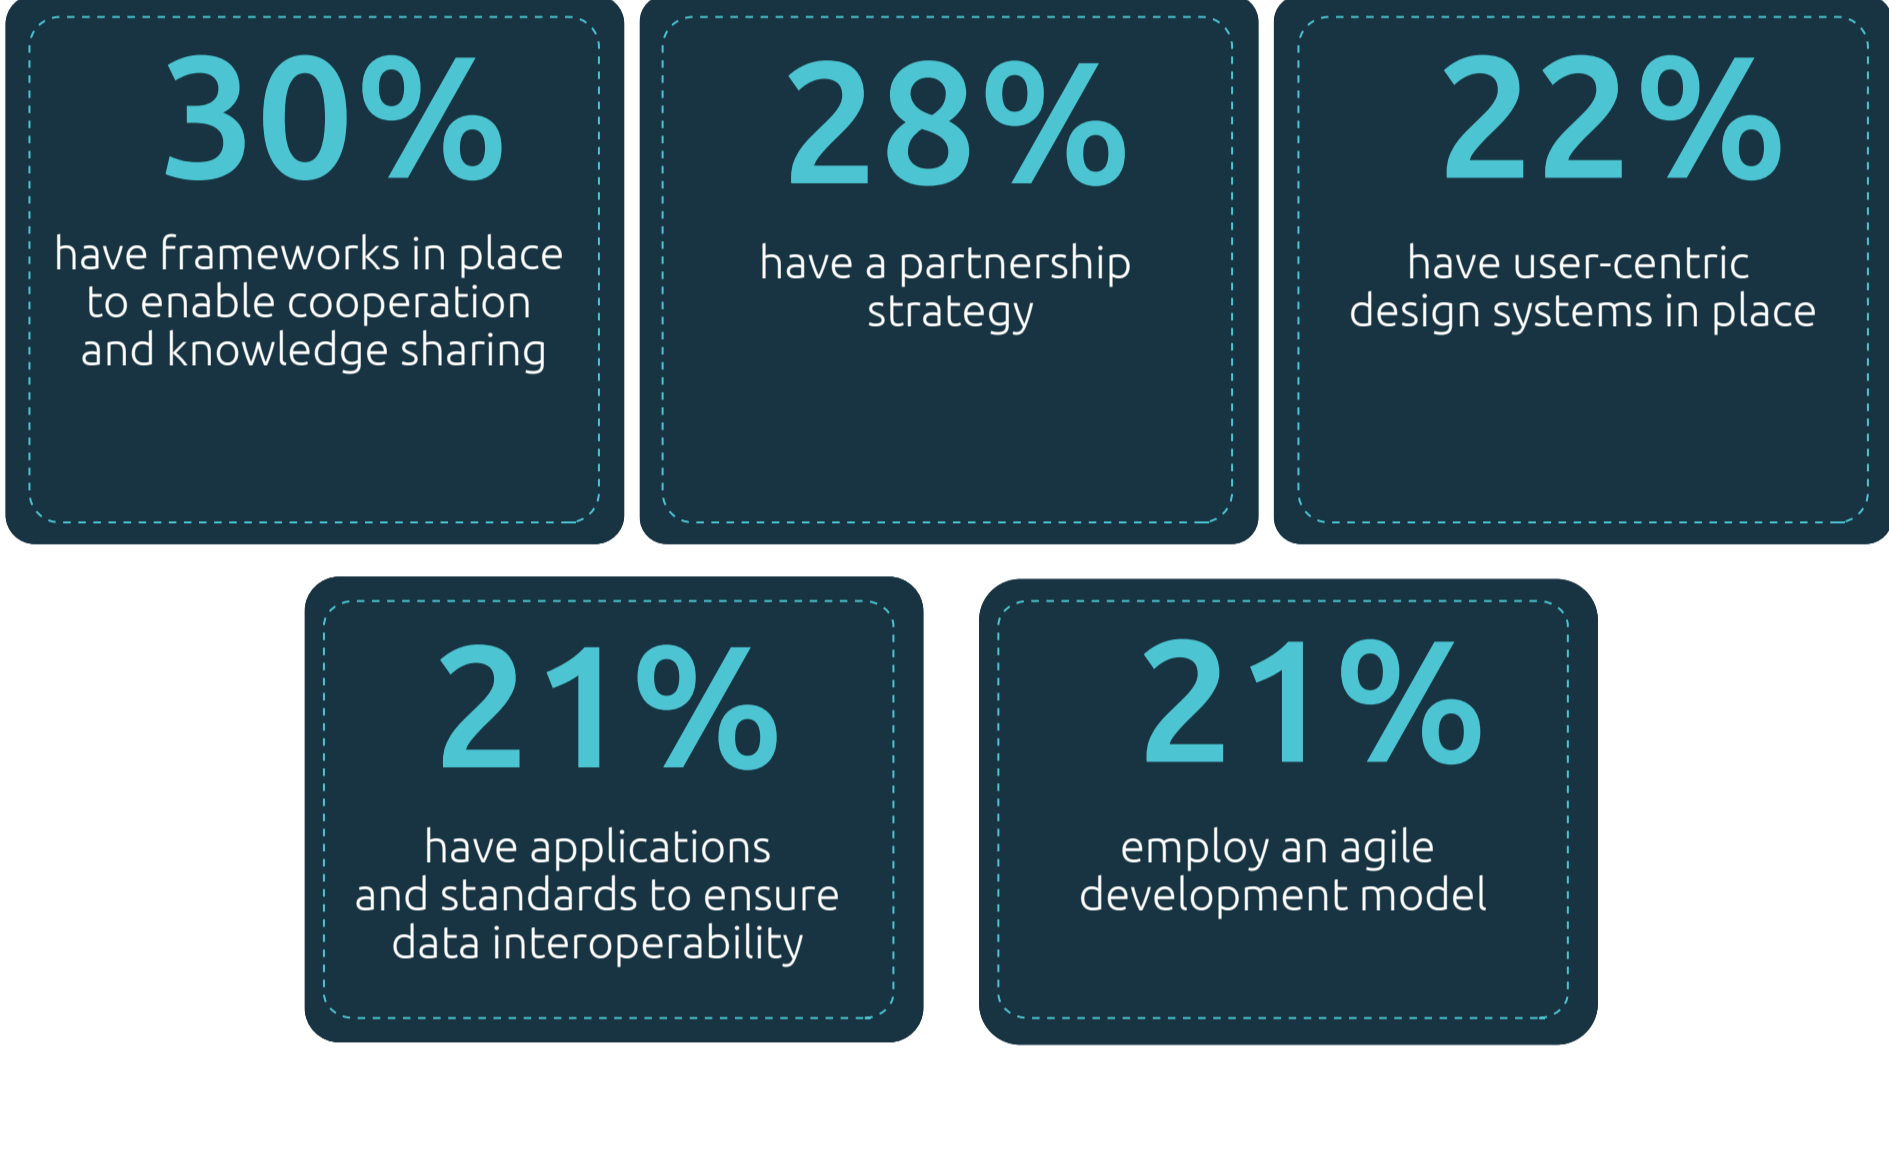 30%
have frameworks in place
to enable cooperation
and knowledge sharing
28%
have a partnership
strategy
22%
have user-centric
design systems in place
21%
have applications
and standards to ensure
data interoperability
21%
employ an agile
development model